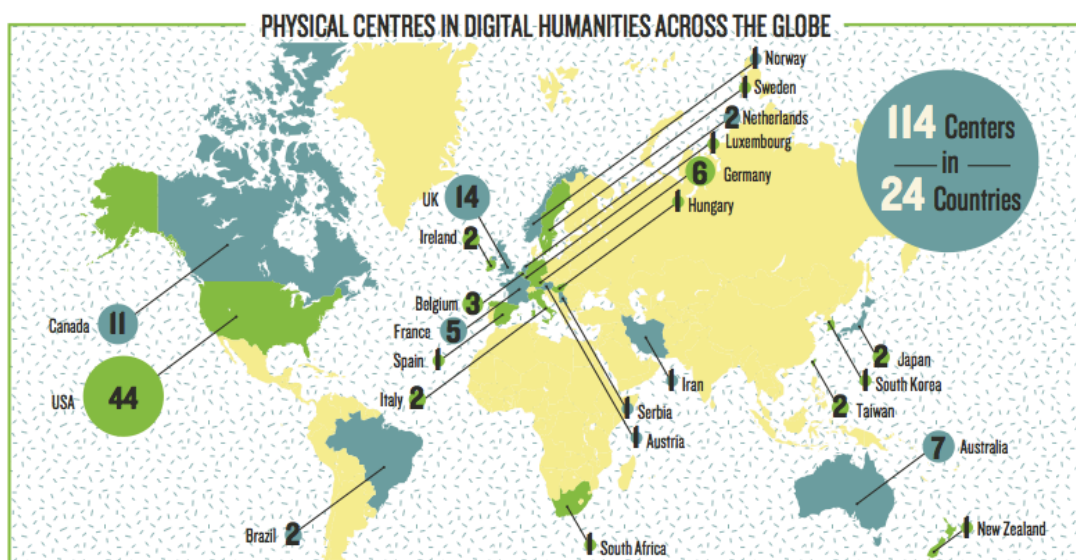 PHYSICAL CENTRES IN DIGITAL HUMANITIES ACROSS THE GLOBE
1 Norway
1 Sweden
2 Netherlands
1 Luxembourg
6 Germany
1 Hungary
114 Centers
in
24 Countries
UK 14
Ireland 2
Belgium 3
France 5
Spain 1
Italy 2
Canada 11
USA 44
Brazil 2
1 Iran
1 Serbia
1 Austria
2 Japan
1 South Korea
2 Taiwan
7 Australia
1 New Zealand
1 South Africa